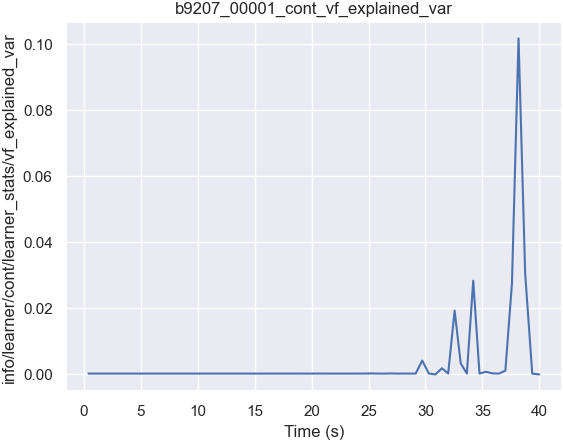 b9207_00001_cont_vf_explained_var
info/learner/cont/learner_stats/vf_explained_var
0.10
0.08
0.06
0.04
0.02
0.00
0 5 10 15 20 25 30 35 40
Time (s)